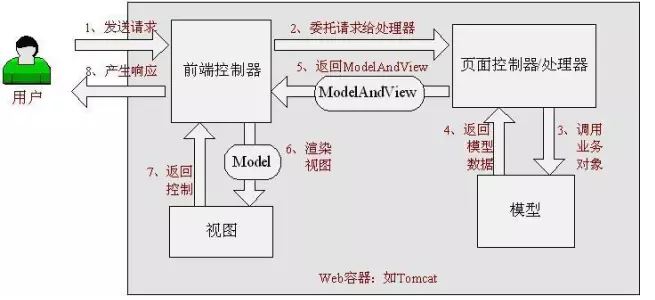 1、发送请求
2、委托请求给处理器
8、产生响应
前端控制器
5、返回ModelAndView
页面控制器/处理器
ModelAndView
用户
4、返回
模型
数据
3、调用
业务
对象
7、返回
控制
Model
6、渲染
视图
视图
模型
Web容器：如Tomcat